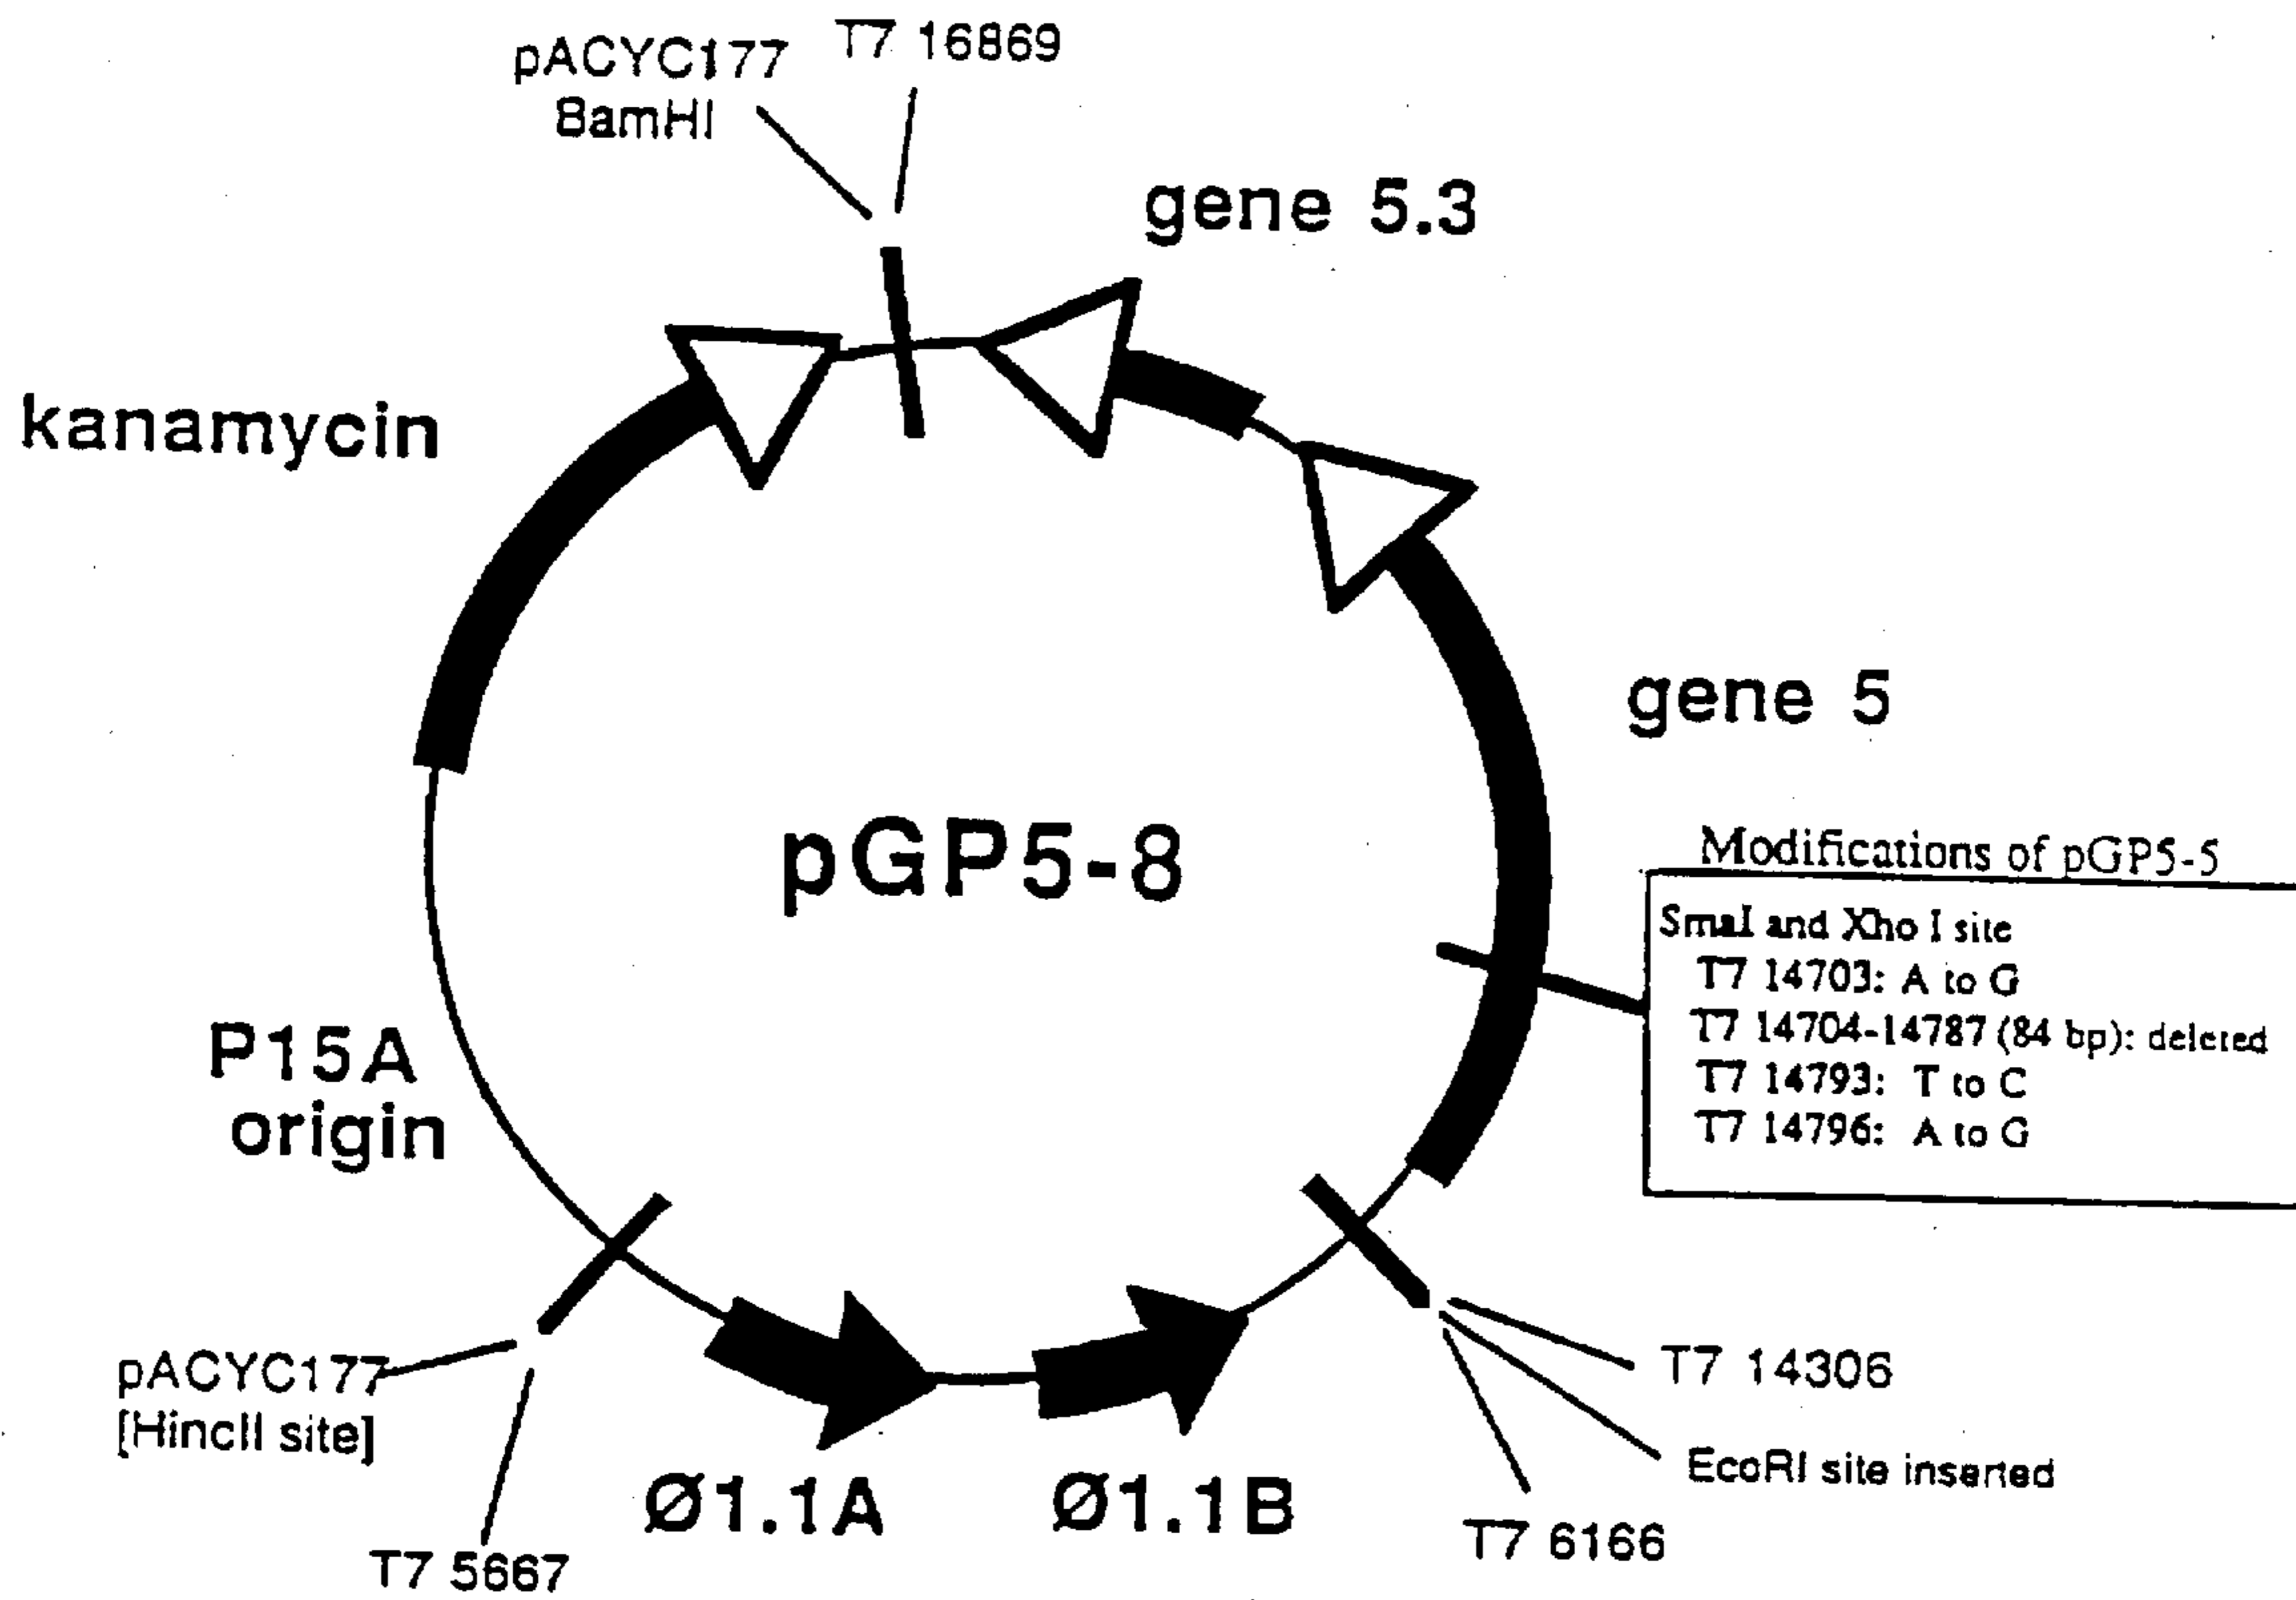 pACYC177
BamHI
T7 16869
gene 5.3
kanamycin
gene 5
pGP5-8
Modifications of pGP5-5
SmaI and Xho I site
T7 14703: A to G
T7 14704-14787 (84 bp): deleted
T7 14793: T to C
T7 14796: A to G
P15A
origin
pACYC177
[HincII site]
T7 5667
Ø1.1A
Ø1.1B
T7 14306
EcoRI site inserted
T7 6166